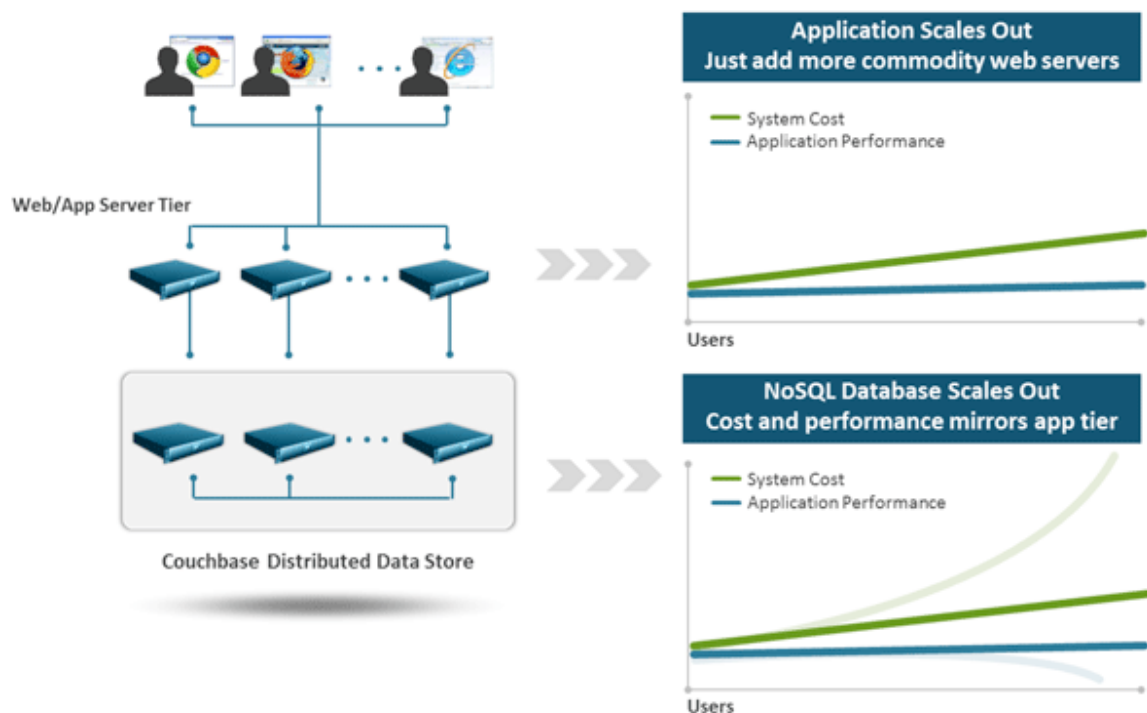 Application Scales Out
Just add more commodity web servers
System Cost
Application Performance
Users
Web/App Server Tier
NoSQL Database Scales Out
Cost and performance mirrors app tier
System Cost
Application Performance
Users
Couchbase Distributed Data Store